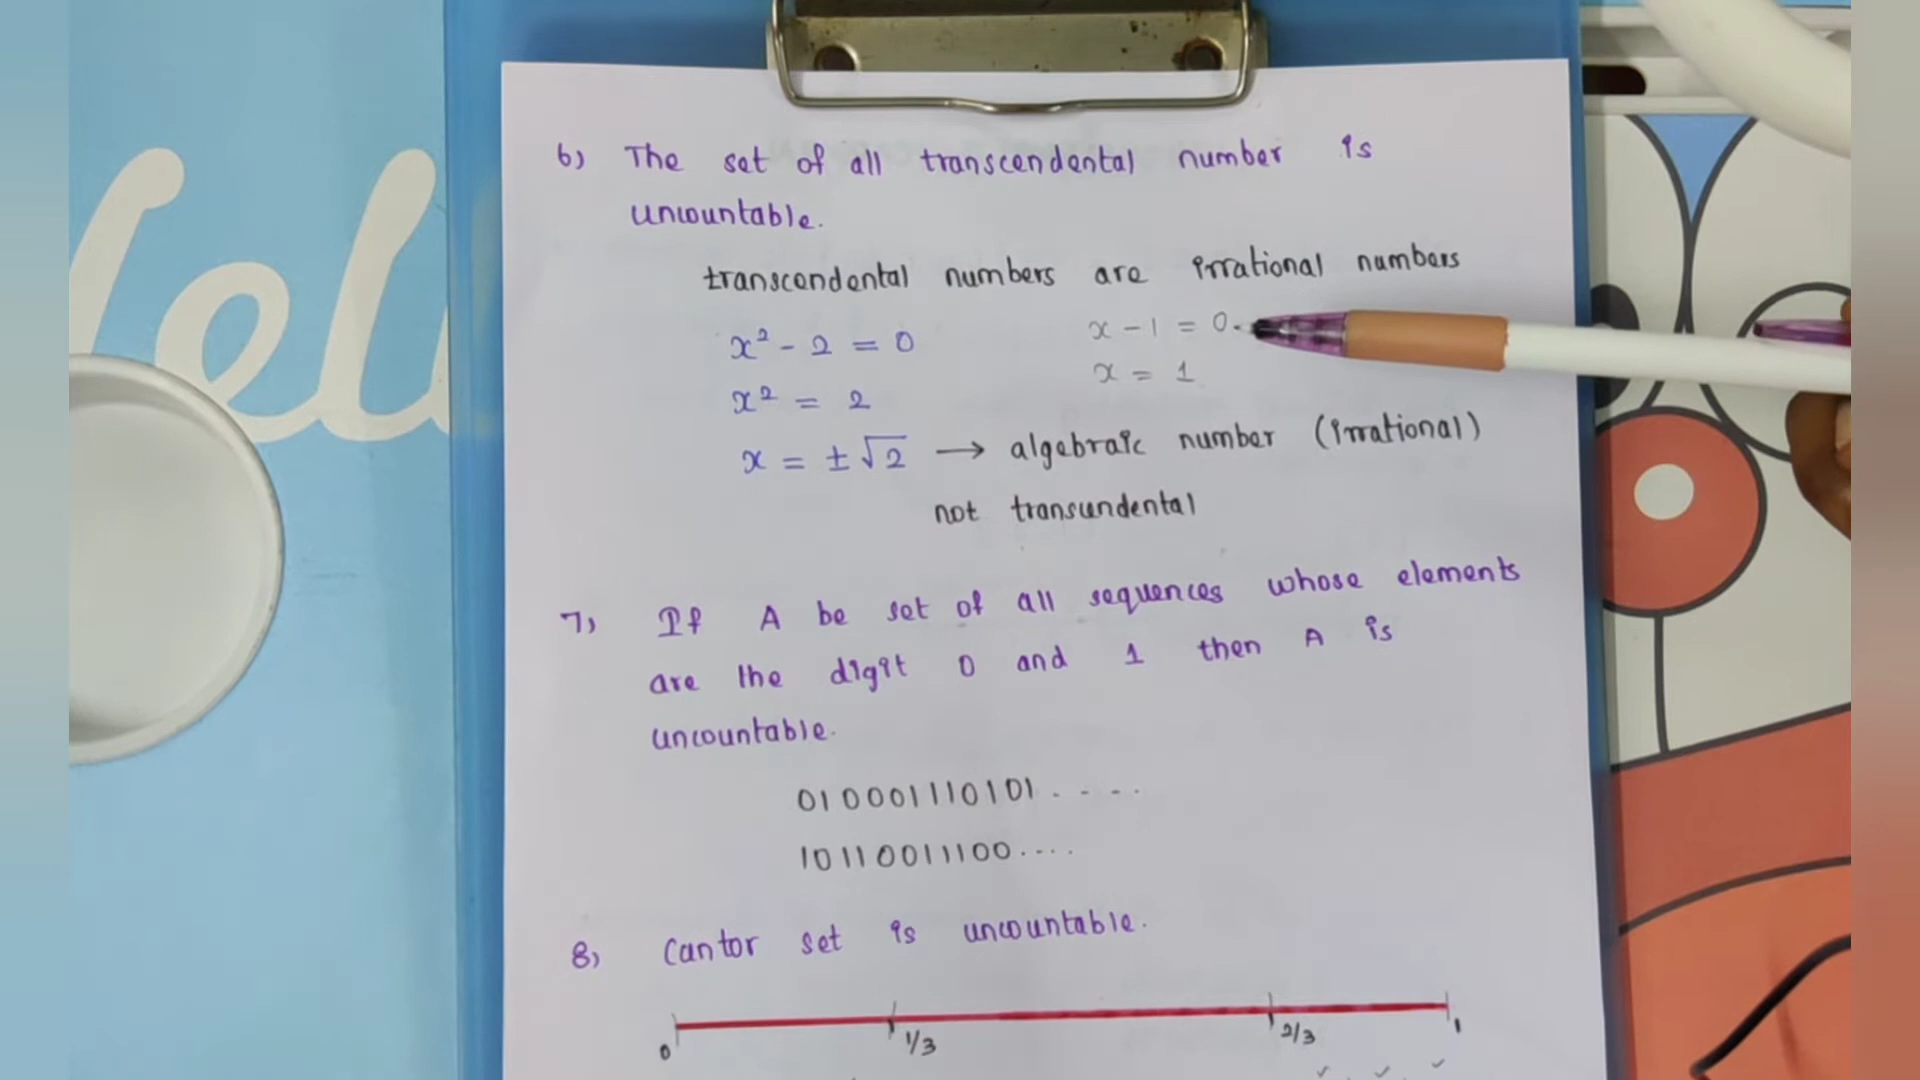 6) The set of all transcendental number is
uncountable.
transcendental numbers are irrational numbers
x² - 2 = 0
x - 1 = 0
x² = 2
x = 1
x = ±√2 → algebraic number (irrational)
not transundental
7) If A be set of all sequences whose elements
are the digit 0 and 1 then A is
uncountable.
0100011110101 . - - - .
10110011100....
8) Cantor set is uncountable.
0 1/3 2/3 1